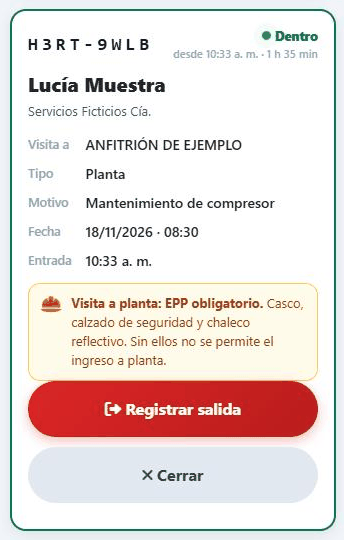 H3RT-9WLB
Dentro
desde 10:33 a. m. · 1 h 35 min
Lucía Muestra
Servicios Ficticios Cía.
Visita a ANFITRIÓN DE EJEMPLO
Tipo Planta
Motivo Mantenimiento de compresor
Fecha 18/11/2026 · 08:30
Entrada 10:33 a. m.
Visita a planta: EPP obligatorio. Casco,
calzado de seguridad y chaleco
reflectivo. Sin ellos no se permite el
ingreso a planta.
Registrar salida
Cerrar